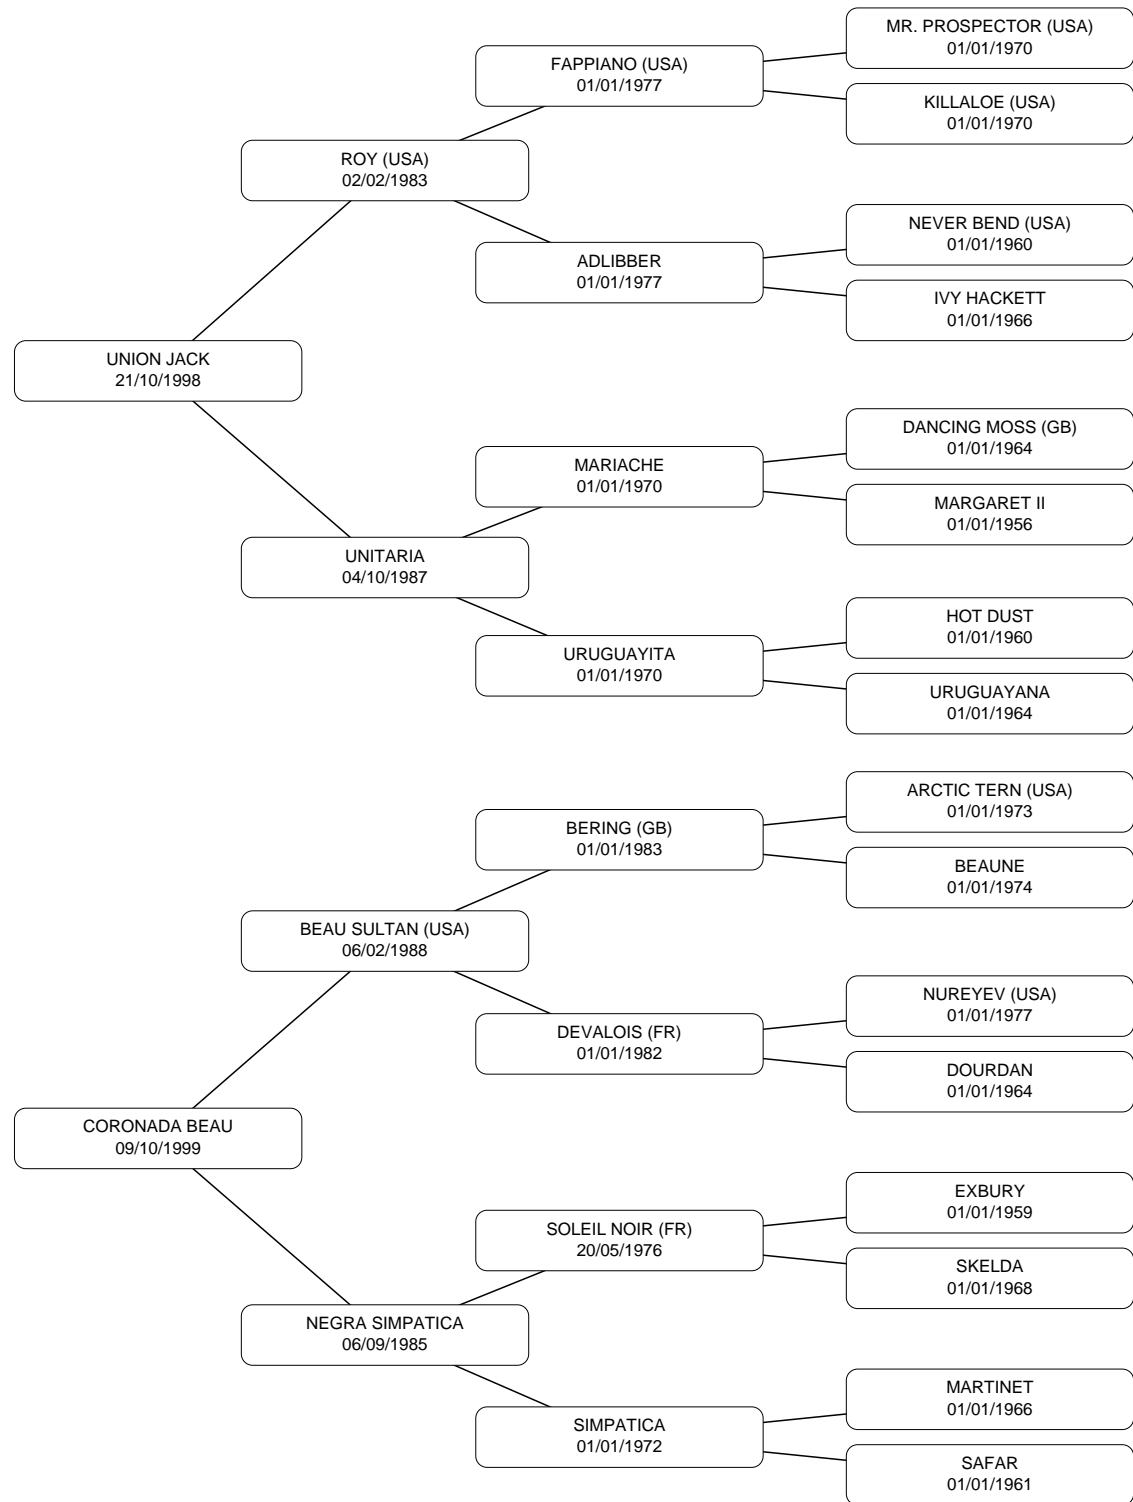 MR. PROSPECTOR (USA)
01/01/1970
FAPPIANO (USA)
01/01/1977
KILLALOE (USA)
01/01/1970
ROY (USA)
02/02/1983
NEVER BEND (USA)
01/01/1960
ADLIBBER
01/01/1977
IVY HACKETT
01/01/1966
UNION JACK
21/10/1998
DANCING MOSS (GB)
01/01/1964
MARIACHE
01/01/1970
MARGARET II
01/01/1956
UNITARIA
04/10/1987
HOT DUST
01/01/1960
URUGUAYITA
01/01/1970
URUGUAYANA
01/01/1964
ARCTIC TERN (USA)
01/01/1973
BERING (GB)
01/01/1983
BEAUNE
01/01/1974
BEAU SULTAN (USA)
06/02/1988
NUREYEV (USA)
01/01/1977
DEVALOIS (FR)
01/01/1982
DOURDAN
01/01/1964
CORONADA BEAU
09/10/1999
EXBURY
01/01/1959
SOLEIL NOIR (FR)
20/05/1976
SKELDA
01/01/1968
NEGRA SIMPATICA
06/09/1985
MARTINET
01/01/1966
SIMPATICA
01/01/1972
SAFAR
01/01/1961